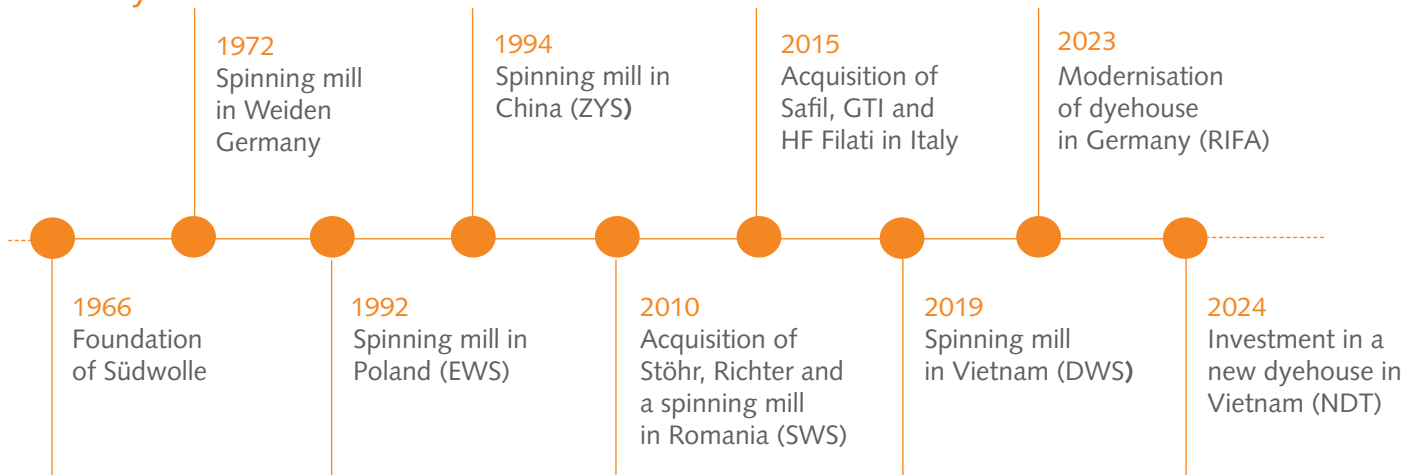 1972
Spinning mill
in Weiden
Germany
1994
Spinning mill in
China (ZYS)
2015
Acquisition of
Safil, GTI and
HF Filati in Italy
2023
Modernisation
of dyehouse
in Germany (RIFA)
1966
Foundation
of Südwolle
1992
Spinning mill in
Poland (EWS)
2010
Acquisition of
Stöhr, Richter and
a spinning mill
in Romania (SWS)
2019
Spinning mill
in Vietnam (DWS)
2024
Investment in a
new dyehouse in
Vietnam (NDT)